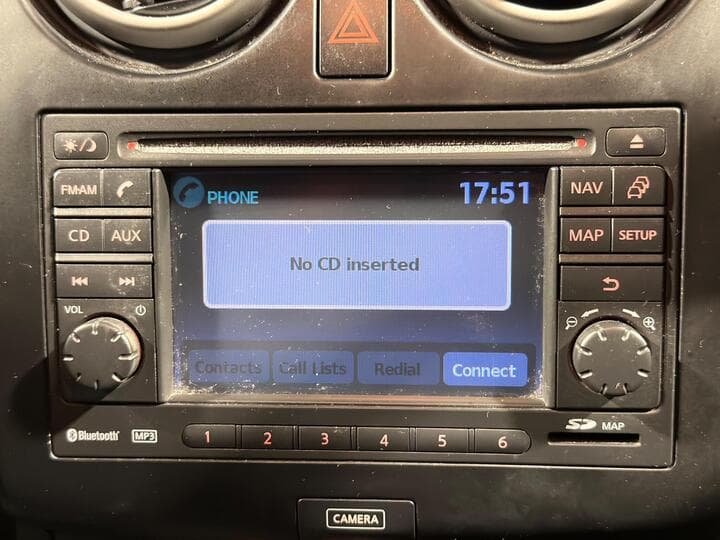 FM·AM
CD AUX
VOL
PHONE 17:51
No CD inserted
Contacts Call Lists Redial Connect
NAV
MAP SETUP
Bluetooth MP3
1 2 3 4 5 6
SD MAP
CAMERA